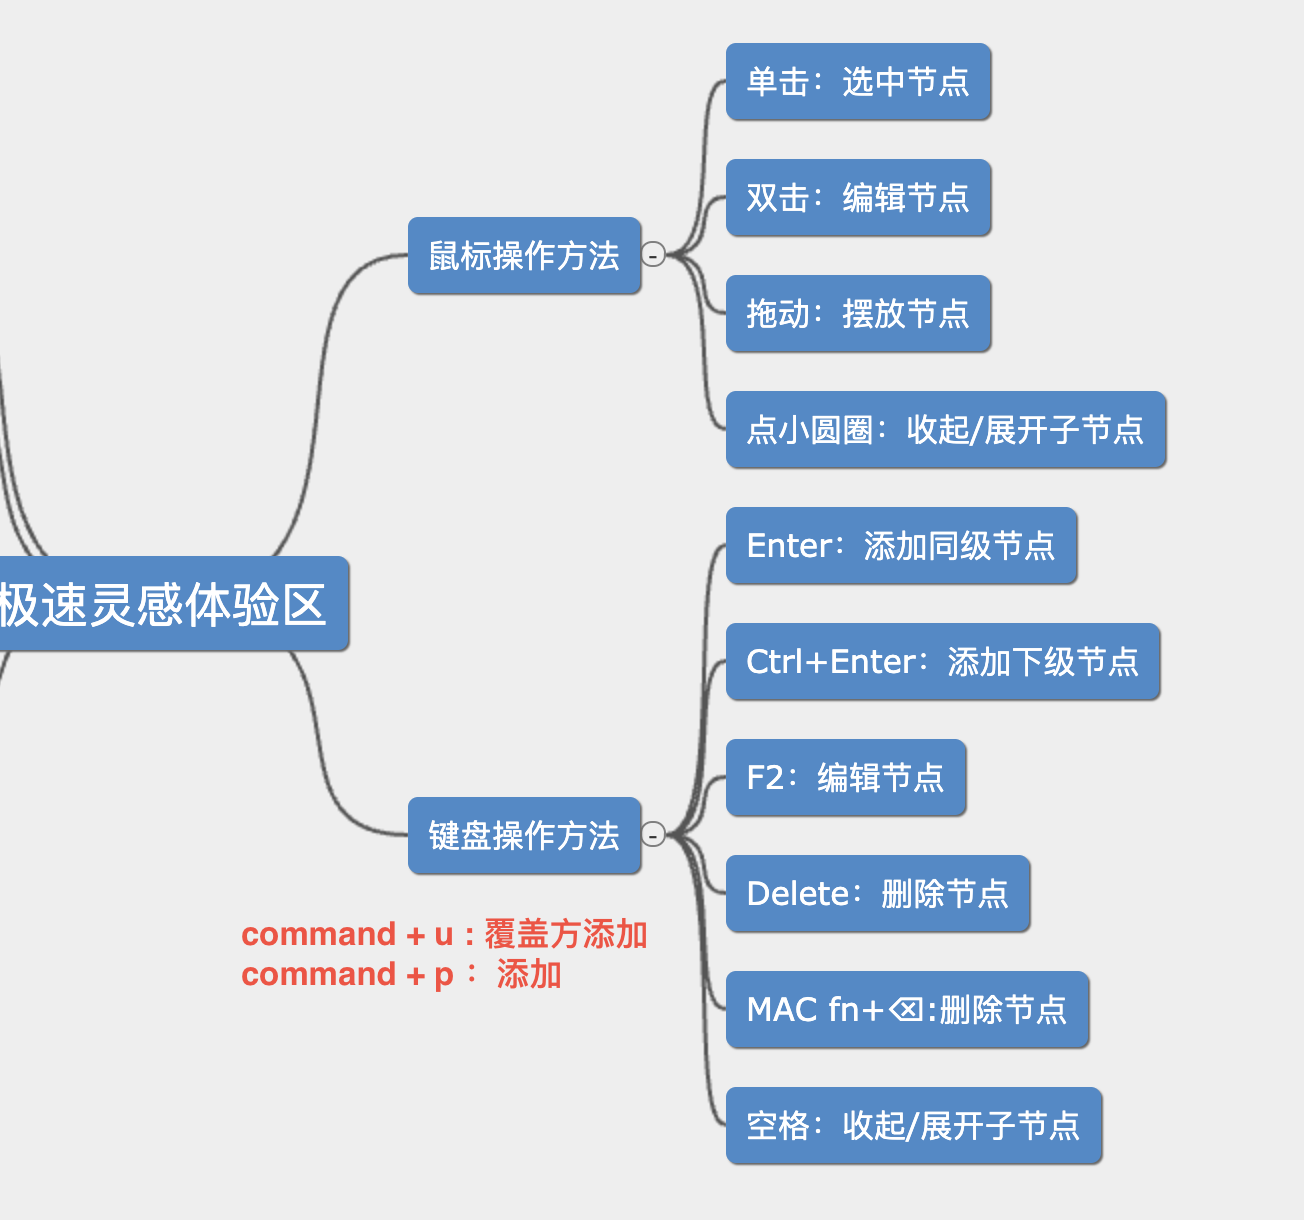 单击：选中节点
双击：编辑节点
鼠标操作方法
-
拖动：摆放节点
点小圆圈：收起/展开子节点
Enter：添加同级节点
极速灵感体验区
Ctrl+Enter：添加下级节点
F2：编辑节点
键盘操作方法
-
Delete：删除节点
command + u : 覆盖方添加
command + p ： 添加
MAC fn+⌫:删除节点
空格：收起/展开子节点